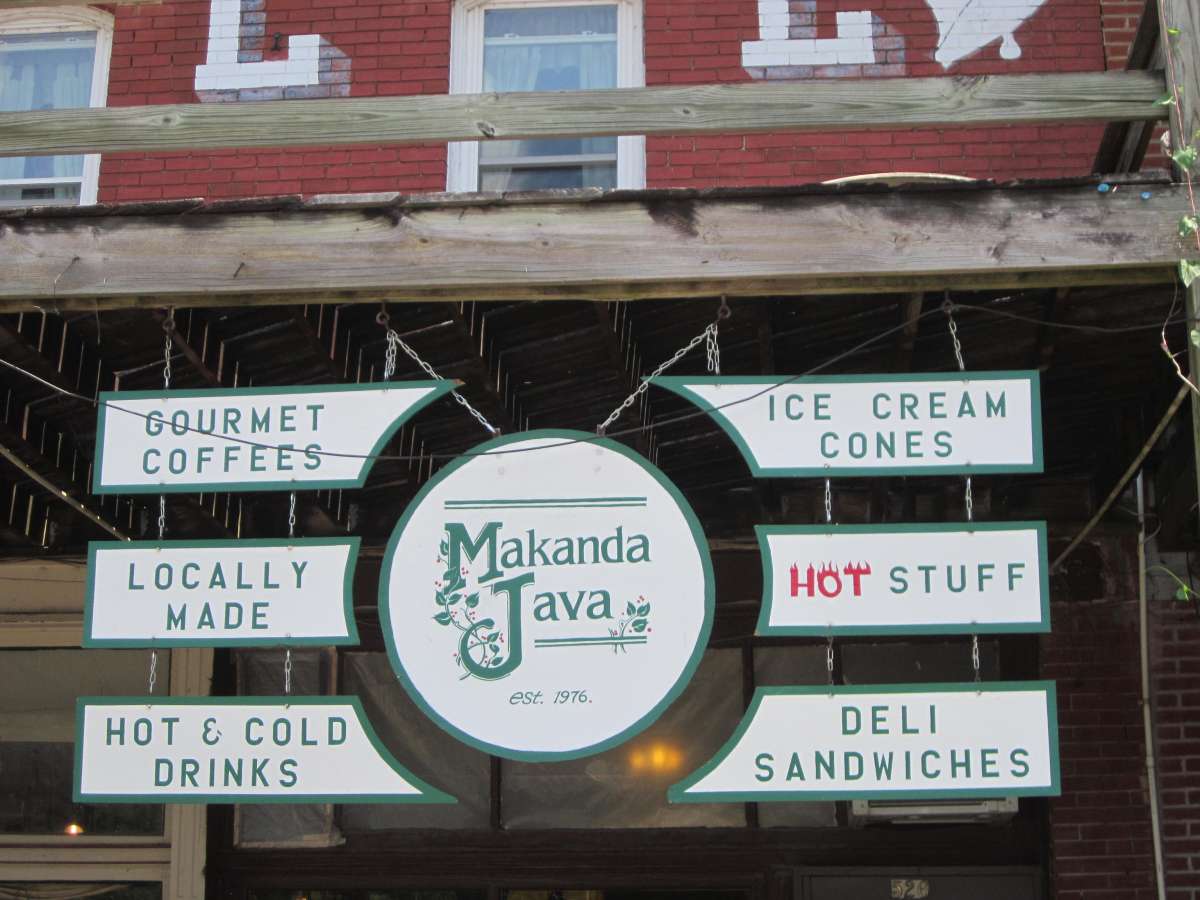 GOURMET
COFFEES
LOCALLY
MADE
HOT & COLD
DRINKS
Makanda
Java
est. 1976.
ICE CREAM
CONES
HOT STUFF
DELI
SANDWICHES